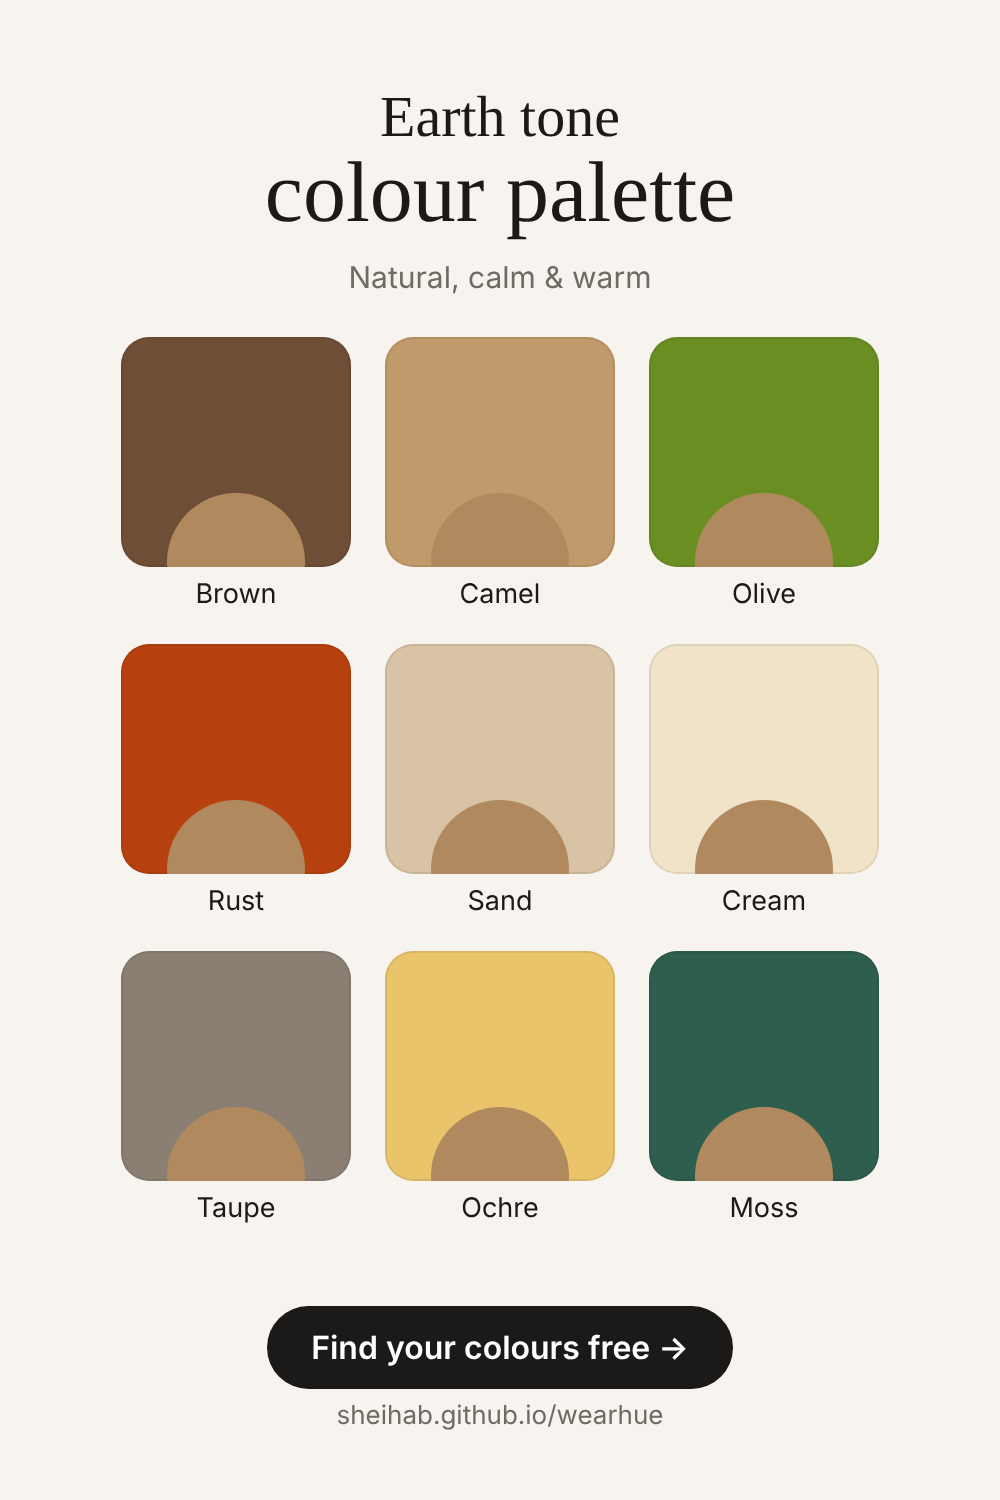 Earth tone
colour palette
Natural, calm & warm
Brown
Camel
Olive
Rust
Sand
Cream
Taupe
Ochre
Moss
Find your colours free →
sheihab.github.io/wearhue